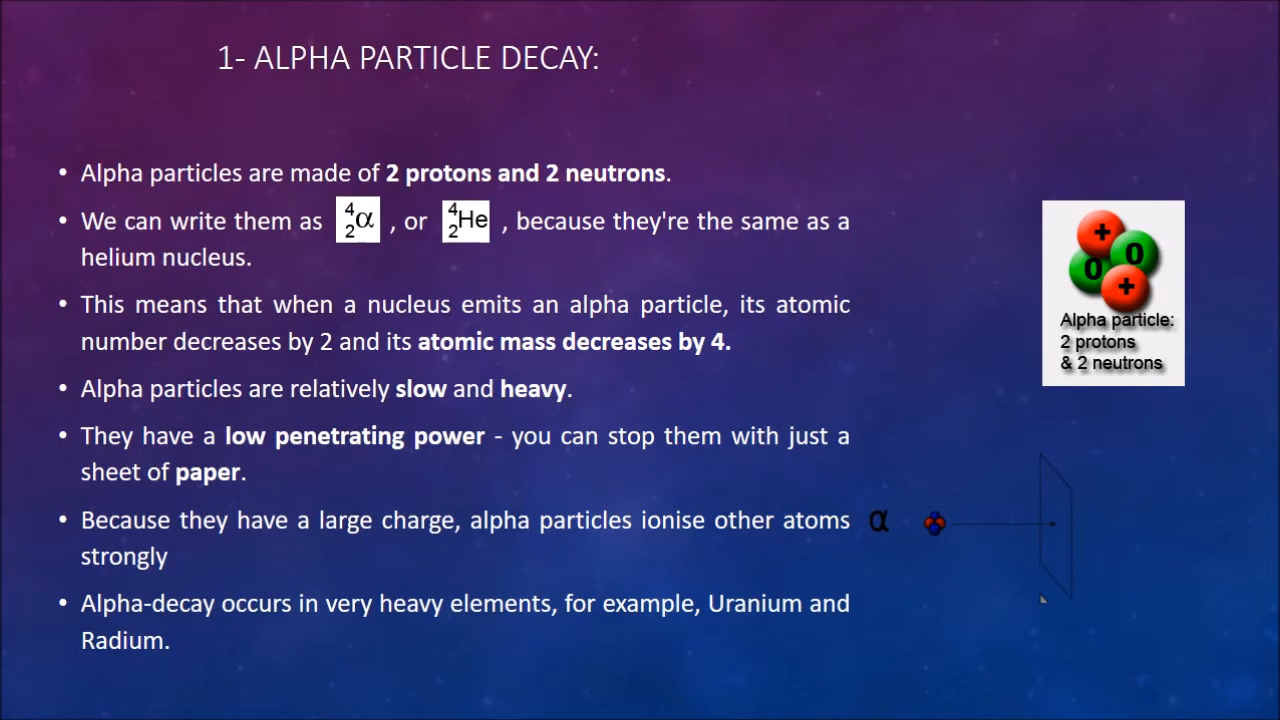 1- ALPHA PARTICLE DECAY:
• Alpha particles are made of 2 protons and 2 neutrons.
• We can write them as ⁴₂α , or ⁴₂He , because they're the same as a
helium nucleus.
• This means that when a nucleus emits an alpha particle, its atomic
number decreases by 2 and its atomic mass decreases by 4.
• Alpha particles are relatively slow and heavy.
• They have a low penetrating power - you can stop them with just a
sheet of paper.
• Because they have a large charge, alpha particles ionise other atoms
strongly
• Alpha-decay occurs in very heavy elements, for example, Uranium and
Radium.
+
0
0
+
Alpha particle:
2 protons
& 2 neutrons
α